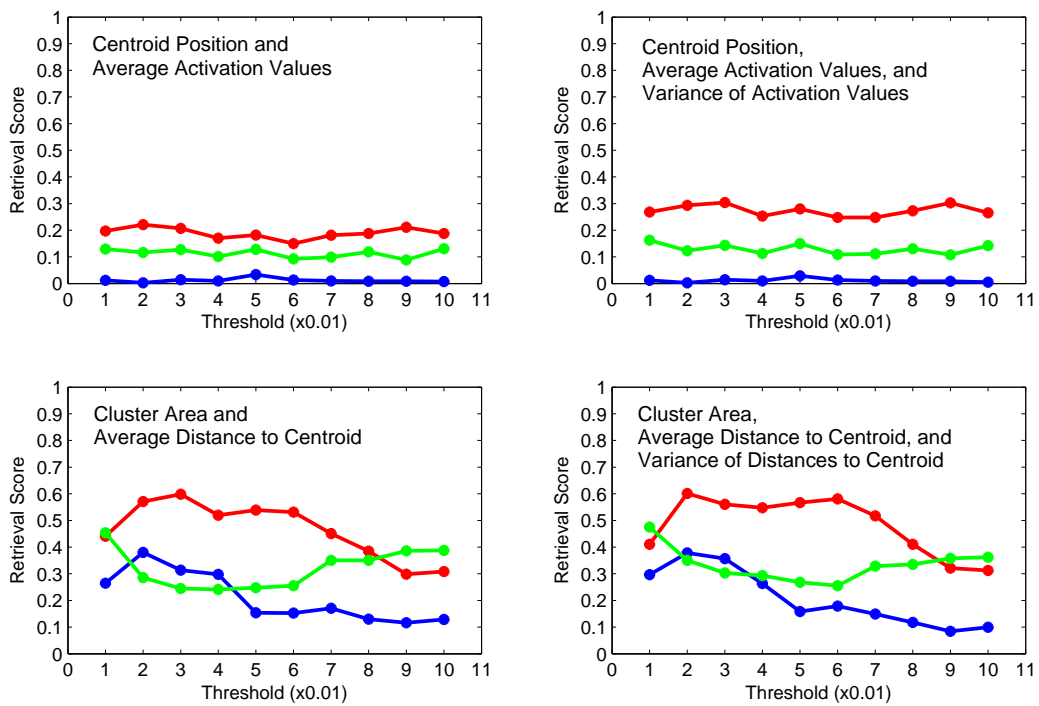 1
0.9
0.8
0.7
0.6
0.5
0.4
0.3
0.2
0.1
0
Retrieval Score
Centroid Position and
Average Activation Values
0 1 2 3 4 5 6 7 8 9 10 11
Threshold (x0.01)
1
0.9
0.8
0.7
0.6
0.5
0.4
0.3
0.2
0.1
0
Retrieval Score
Centroid Position,
Average Activation Values, and
Variance of Activation Values
0 1 2 3 4 5 6 7 8 9 10 11
Threshold (x0.01)
1
0.9
0.8
0.7
0.6
0.5
0.4
0.3
0.2
0.1
0
Retrieval Score
Cluster Area and
Average Distance to Centroid
0 1 2 3 4 5 6 7 8 9 10 11
Threshold (x0.01)
1
0.9
0.8
0.7
0.6
0.5
0.4
0.3
0.2
0.1
0
Retrieval Score
Cluster Area,
Average Distance to Centroid, and
Variance of Distances to Centroid
0 1 2 3 4 5 6 7 8 9 10 11
Threshold (x0.01)